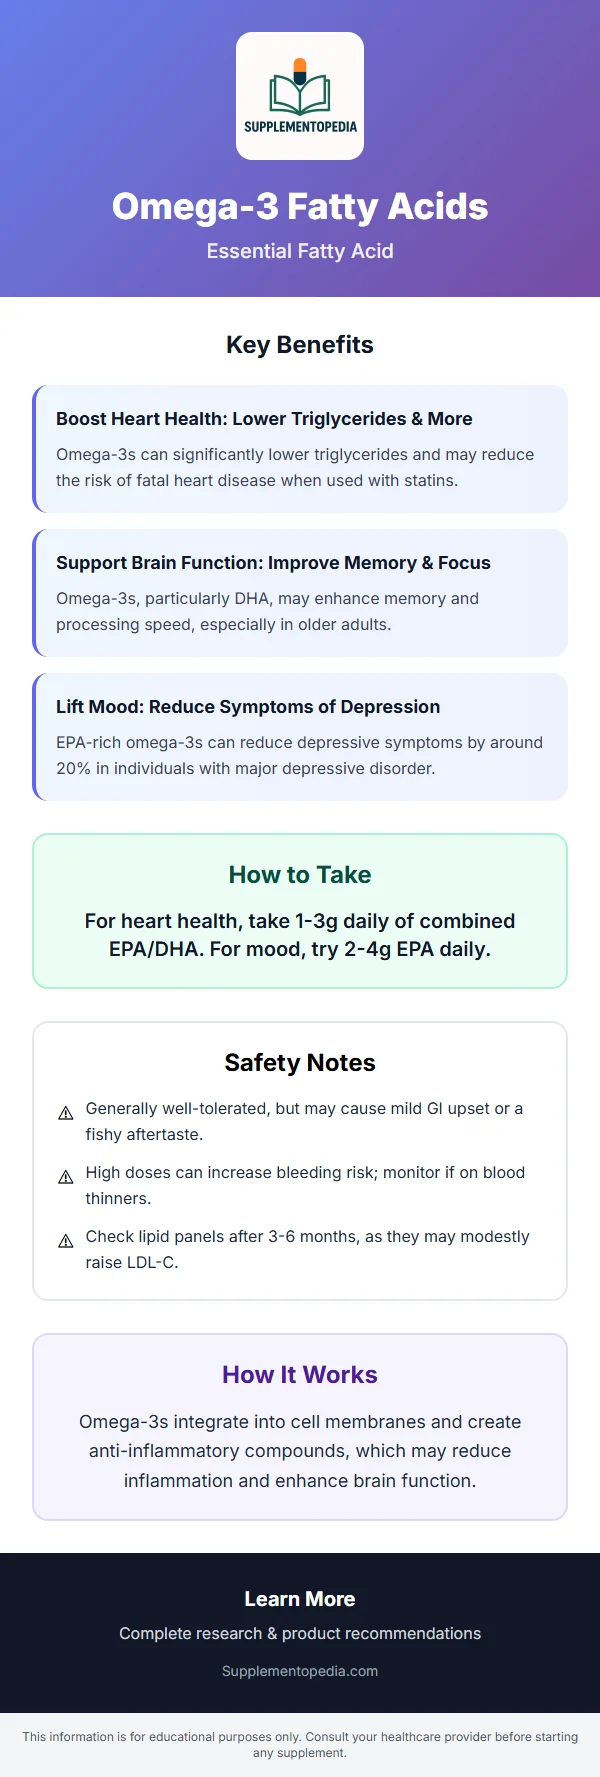 SUPPLEMENTOPEDIA
Omega-3 Fatty Acids
Essential Fatty Acid
Key Benefits
Boost Heart Health: Lower Triglycerides & More
Omega-3s can significantly lower triglycerides and may reduce
the risk of fatal heart disease when used with statins.
Support Brain Function: Improve Memory & Focus
Omega-3s, particularly DHA, may enhance memory and
processing speed, especially in older adults.
Lift Mood: Reduce Symptoms of Depression
EPA-rich omega-3s can reduce depressive symptoms by around
20% in individuals with major depressive disorder.
How to Take
For heart health, take 1-3g daily of combined
EPA/DHA. For mood, try 2-4g EPA daily.
Safety Notes
Generally well-tolerated, but may cause mild GI upset or a
fishy aftertaste.
High doses can increase bleeding risk; monitor if on blood
thinners.
Check lipid panels after 3-6 months, as they may modestly
raise LDL-C.
How It Works
Omega-3s integrate into cell membranes and create
anti-inflammatory compounds, which may reduce
inflammation and enhance brain function.
Learn More
Complete research & product recommendations
Supplementopedia.com
This information is for educational purposes only. Consult your healthcare provider before starting
any supplement.